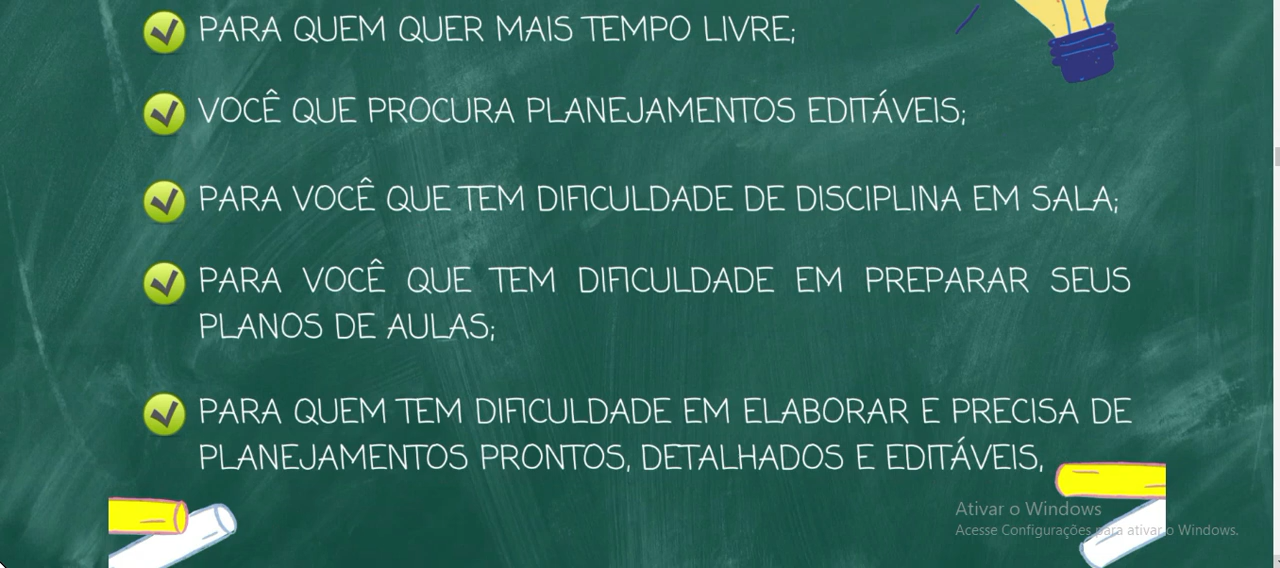 PARA QUEM QUER MAIS TEMPO LIVRE;
VOCÊ QUE PROCURA PLANEJAMENTOS EDITÁVEIS;
PARA VOCÊ QUE TEM DIFICULDADE DE DISCIPLINA EM SALA;
PARA VOCÊ QUE TEM DIFICULDADE EM PREPARAR SEUS
PLANOS DE AULAS;
PARA QUEM TEM DIFICULDADE EM ELABORAR E PRECISA DE
PLANEJAMENTOS PRONTOS, DETALHADOS E EDITÁVEIS,
Ativar o Windows
Acesse Configurações para ativar o Windows.